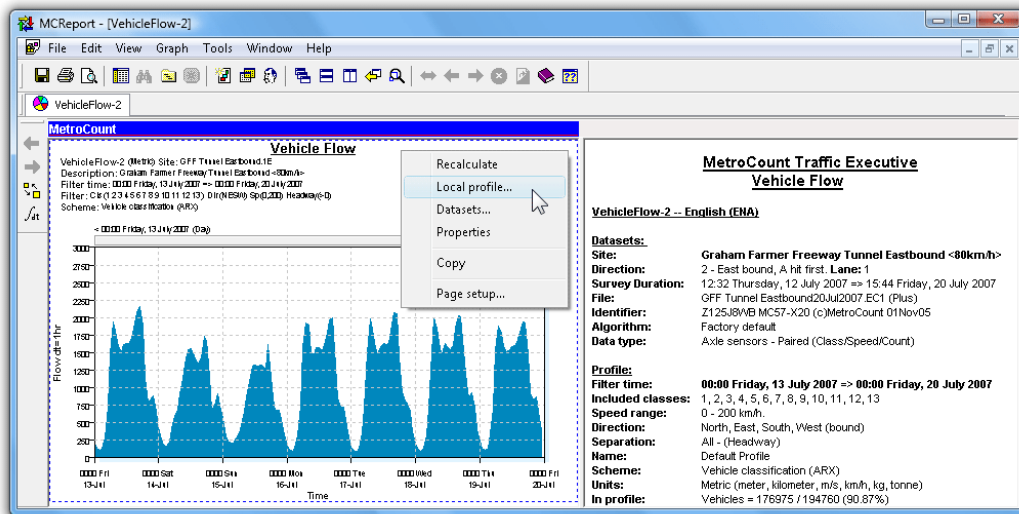 MCReport - [VehicleFlow-2]
File Edit View Graph Tools Window Help
VehicleFlow-2
MetroCount
Vehicle Flow
VehicleFlow-2 (Metric) Site: GFF Tunnel Eastbound.1E
Description: Graham Farmer Freeway Tunnel Eastbound <80km/h>
Filter time: 00:00 Friday, 13 July 2007 => 00:00 Friday, 20 July 2007
Filter: Cls(1 2 3 4 5 6 7 8 9 10 11 12 13) Dir(NESW) Sp(0,200) Headway(>0)
Scheme: Vehicle classification (ARX)
< 00:00 Friday, 13 July 2007 (Day)
Recalculate
Local profile...
Datasets...
Properties
Copy
Page setup...
Flow dt=1hr
3000
2750
2500
2250
2000
1750
1500
1250
1000
750
500
250
0
0000 Fri 0000 Sat 0000 Sun 0000 Mon 0000 Tue 0000 Wed 0000 Thu 0000 Fri
13-Jul 14-Jul 15-Jul 16-Jul 17-Jul 18-Jul 19-Jul 20-Jul
Time
MetroCount Traffic Executive
Vehicle Flow
VehicleFlow-2 -- English (ENA)
Datasets:
Site: Graham Farmer Freeway Tunnel Eastbound <80km/h>
Direction: 2 - East bound, A hit first. Lane: 1
Survey Duration: 12:32 Thursday, 12 July 2007 => 15:44 Friday, 20 July 2007
File: GFF Tunnel Eastbound20Jul2007.EC1 (Plus)
Identifier: Z125J8WB MC57-X20 (c)MetroCount 01Nov05
Algorithm: Factory default
Data type: Axle sensors - Paired (Class/Speed/Count)
Profile:
Filter time: 00:00 Friday, 13 July 2007 => 00:00 Friday, 20 July 2007
Included classes: 1, 2, 3, 4, 5, 6, 7, 8, 9, 10, 11, 12, 13
Speed range: 0 - 200 km/h.
Direction: North, East, South, West (bound)
Separation: All - (Headway)
Name: Default Profile
Scheme: Vehicle classification (ARX)
Units: Metric (meter, kilometer, m/s, km/h, kg, tonne)
In profile: Vehicles = 176975 / 194760 (90.87%)